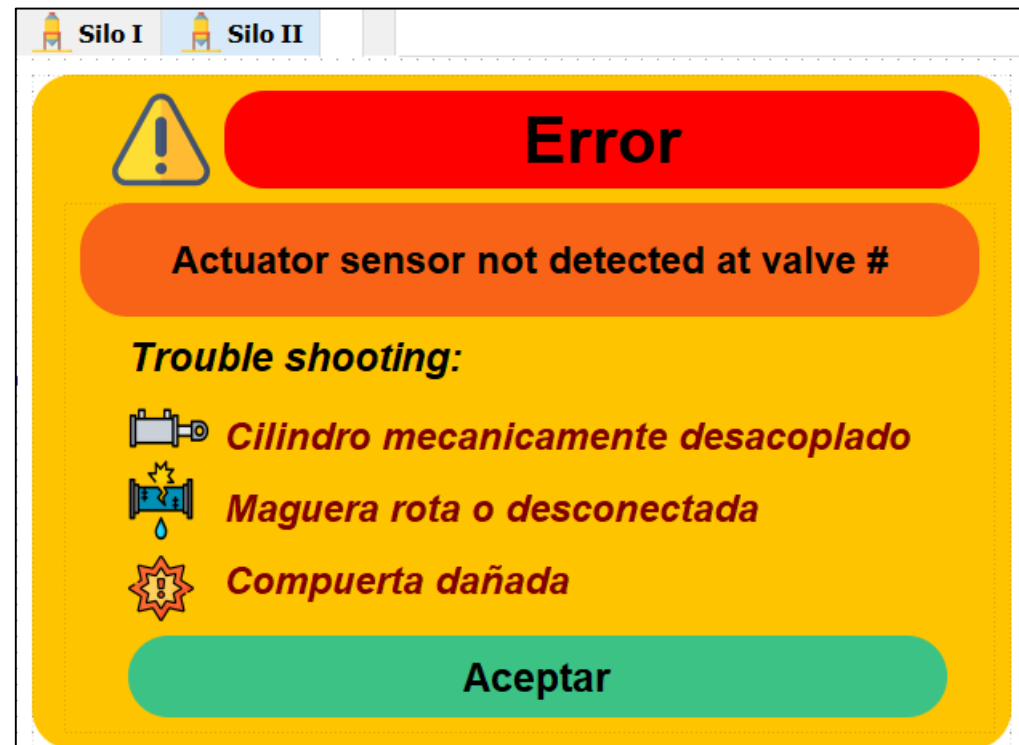 Silo I Silo II
Error
Actuator sensor not detected at valve #
Trouble shooting:
Cilindro mecanicamente desacoplado
Maguera rota o desconectada
Compuerta dañada
Aceptar